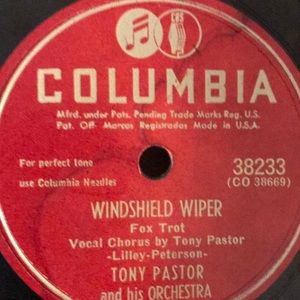 CBS
COLUMBIA
Mfrd. under Pats. Pending Trade Marks Reg. U.S.
Pat. Off. Marcas Registradas Made in U.S.A.
For perfect tone
use Columbia Needles
38233
(CO 38669)
WINDSHIELD WIPER
Fox Trot
Vocal Chorus by Tony Pastor
-Lilley-Peterson-
TONY PASTOR
and his ORCHESTRA